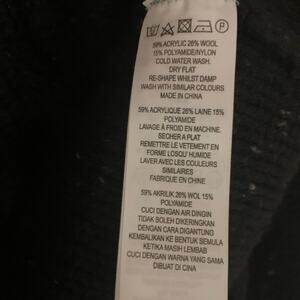 59% ACRYLIC 26% WOOL
15% POLYAMIDE/NYLON
COLD WATER WASH.
DRY FLAT
RE-SHAPE WHILST DAMP
WASH WITH SIMILAR COLOURS
MADE IN CHINA
59% ACRYLIQUE 26% LAINE 15%
POLYAMIDE
LAVAGE À FROID EN MACHINE.
SECHER A PLAT
REMETTRE LE VETEMENT EN
FORME LOSQU' HUMIDE
LAVER AVEC LES COULEURS
SIMILAIRES
FABRIQUE EN CHINE
59% AKRILIK 26% WOL 15%
POLYAMIDE
CUCI DENGAN AIR DINGIN
TIDAK BOLEH DIKERINGKAN
DENGAN CARA DIGANTUNG
KEMBALIKAN KE BENTUK SEMULA
KETIKA MASIH LEMBAB
CUCI DENGAN WARNA YANG SAMA
DIBUAT DI CINA